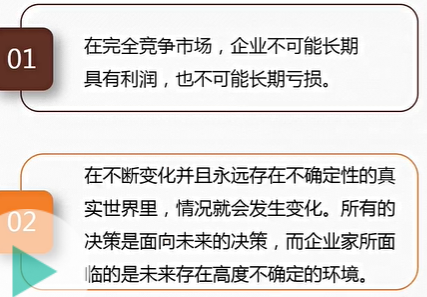 01
在完全竞争市场，企业不可能长期
具有利润，也不可能长期亏损。
02
在不断变化并且永远存在不确定性的真
实世界里，情况就会发生变化。所有的
决策是面向未来的决策，而企业家所面
临的是未来存在高度不确定的环境。